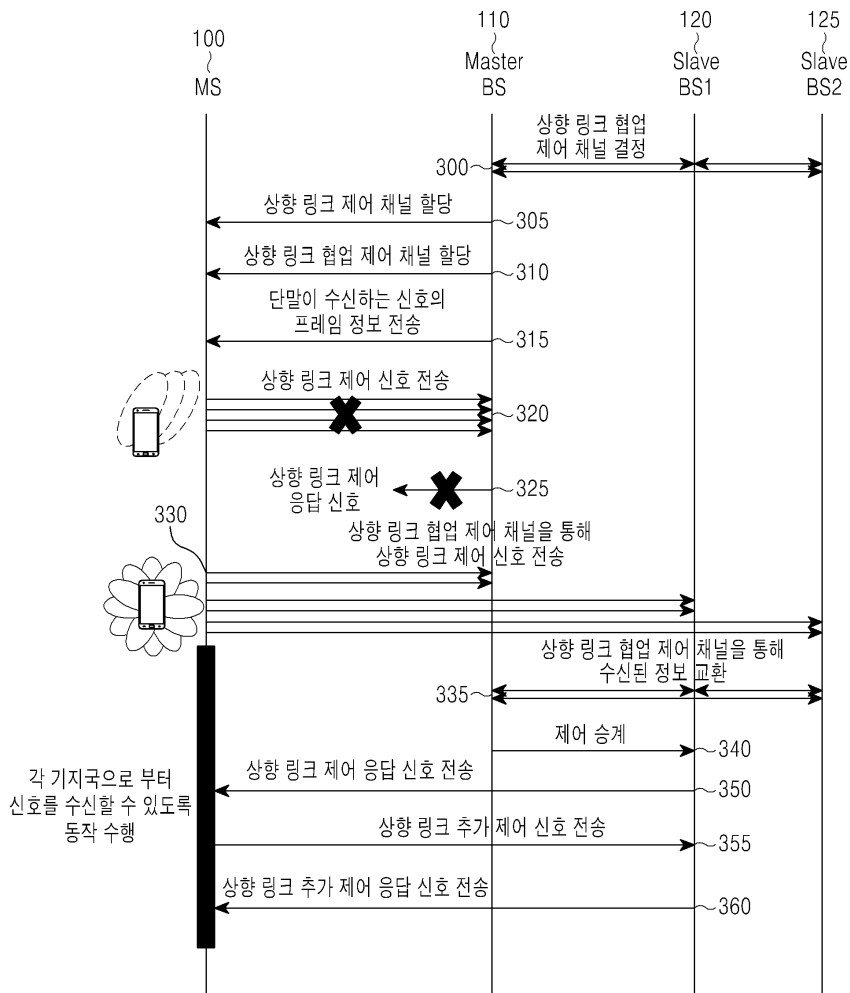 100
MS
110
Master
BS
120
Slave
BS1
125
Slave
BS2
상향 링크 협업
제어 채널 결정
300
상향 링크 제어 채널 할당
305
상향 링크 협업 제어 채널 할당
310
단말이 수신하는 신호의
프레임 정보 전송
315
상향 링크 제어 신호 전송
320
상향 링크 제어
응답 신호
325
330
상향 링크 협업 제어 채널을 통해
상향 링크 제어 신호 전송
상향 링크 협업 제어 채널을 통해
수신된 정보 교환
335
제어 승계
340
상향 링크 제어 응답 신호 전송
350
각 기지국으로 부터
신호를 수신할 수 있도록
동작 수행
상향 링크 추가 제어 신호 전송
355
상향 링크 추가 제어 응답 신호 전송
360